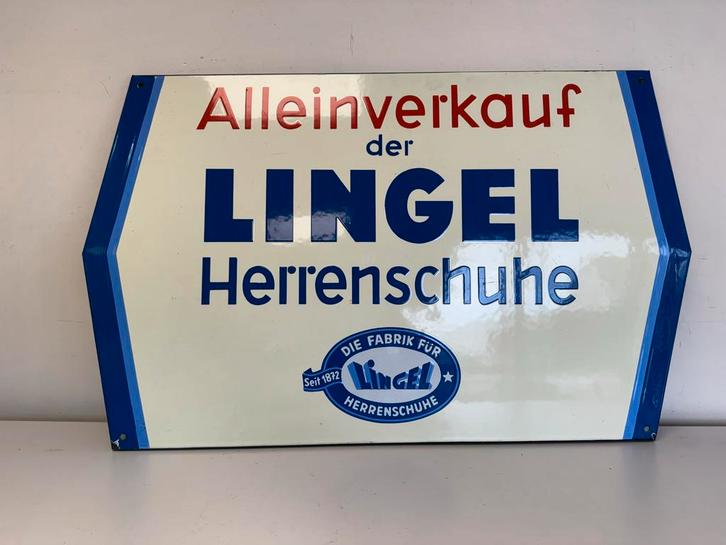 Alleinverkauf
der
LINGEL
Herrenschuhe
DIE FABRIK FÜR
Seit 1872
LiNGEL
HERRENSCHUHE